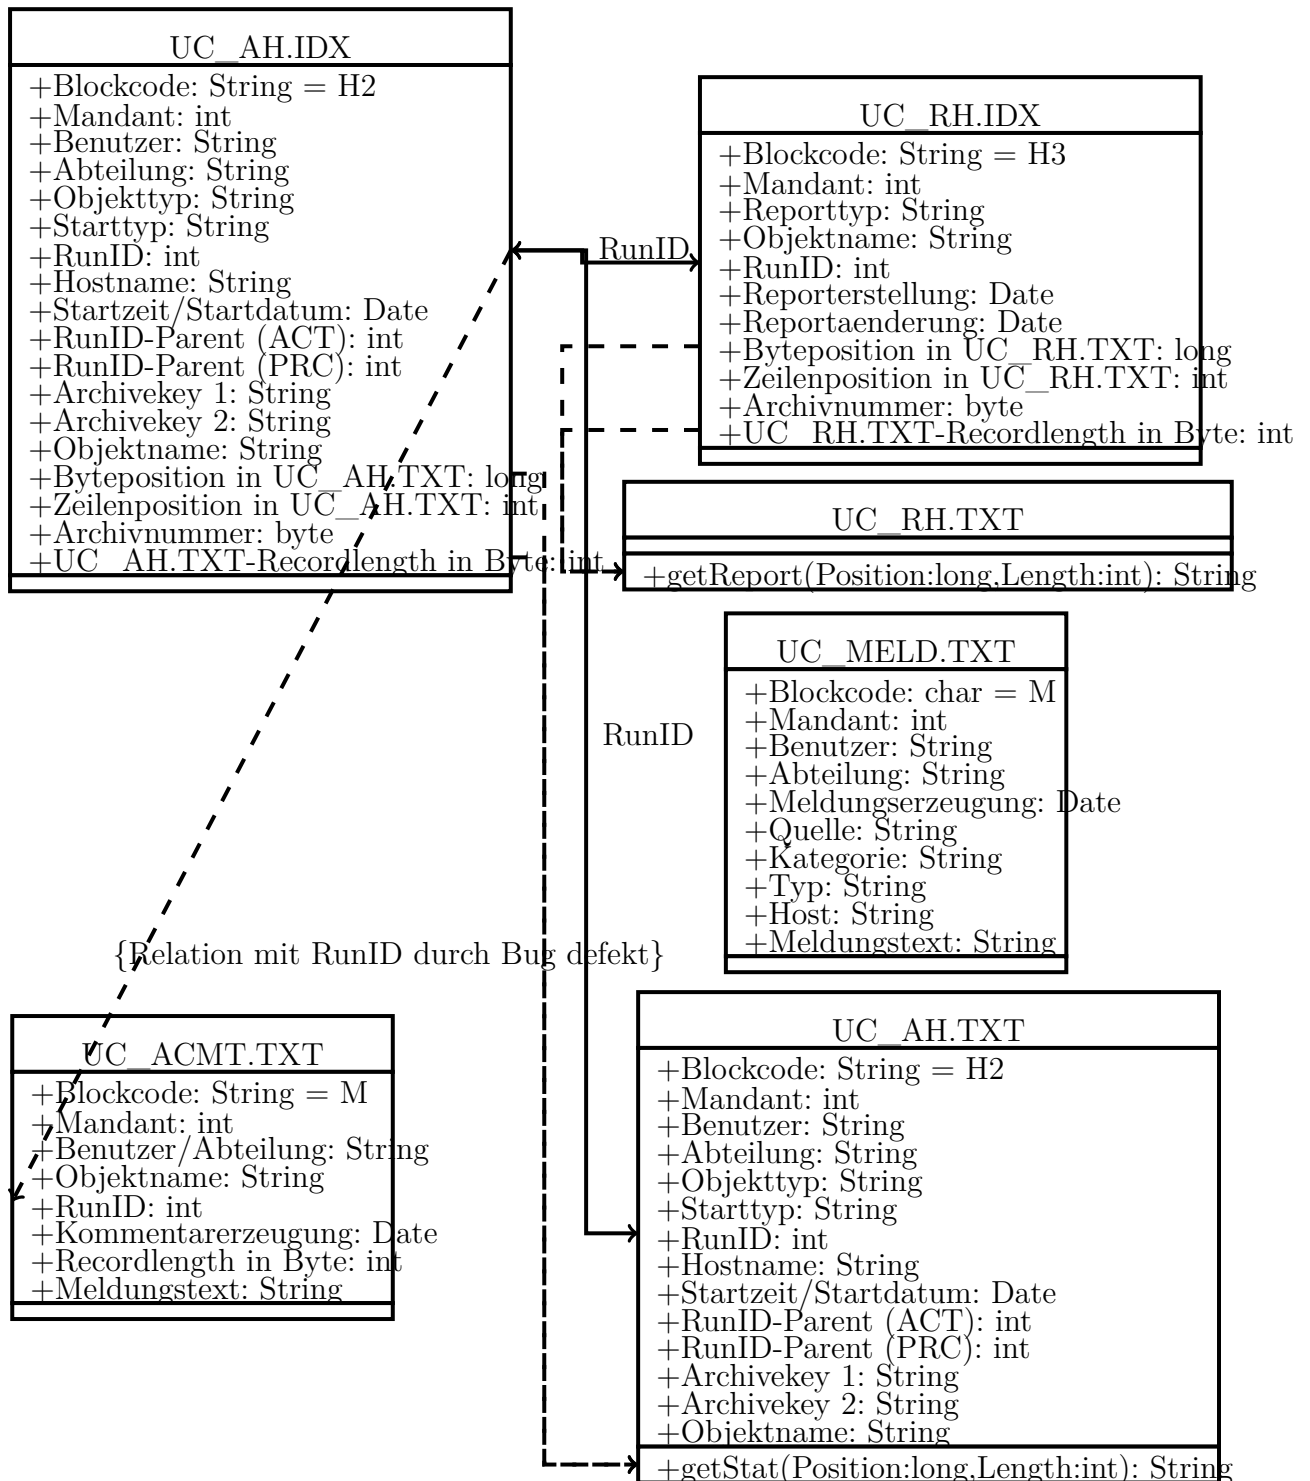 UC_AH.IDX
+Blockcode: String = H2
+Mandant: int
+Benutzer: String
+Abteilung: String
+Objekttyp: String
+Starttyp: String
+RunID: int
+Hostname: String
+Startzeit/Startdatum: Date
+RunID-Parent (ACT): int
+RunID-Parent (PRC): int
+Archivekey 1: String
+Archivekey 2: String
+Objektname: String
+Byteposition in UC_AH.TXT: long
+Zeilenposition in UC_AH.TXT: int
+Archivnummer: byte
+UC_AH.TXT-Recordlength in Byte: int
RunID
UC_RH.IDX
+Blockcode: String = H3
+Mandant: int
+Reporttyp: String
+Objektname: String
+RunID: int
+Reporterstellung: Date
+Reportaenderung: Date
+Byteposition in UC_RH.TXT: long
+Zeilenposition in UC_RH.TXT: int
+Archivnummer: byte
+UC_RH.TXT-Recordlength in Byte: int
UC_RH.TXT
+getReport(Position:long,Length:int): String
UC_MELD.TXT
+Blockcode: char = M
+Mandant: int
+Benutzer: String
+Abteilung: String
+Meldungserzeugung: Date
+Quelle: String
+Kategorie: String
+Typ: String
+Host: String
+Meldungstext: String
RunID
{Relation mit RunID durch Bug defekt}
UC_ACMT.TXT
+Blockcode: String = M
+Mandant: int
+Benutzer/Abteilung: String
+Objektname: String
+RunID: int
+Kommentarerzeugung: Date
+Recordlength in Byte: int
+Meldungstext: String
UC_AH.TXT
+Blockcode: String = H2
+Mandant: int
+Benutzer: String
+Abteilung: String
+Objekttyp: String
+Starttyp: String
+RunID: int
+Hostname: String
+Startzeit/Startdatum: Date
+RunID-Parent (ACT): int
+RunID-Parent (PRC): int
+Archivekey 1: String
+Archivekey 2: String
+Objektname: String
+getStat(Position:long,Length:int): String